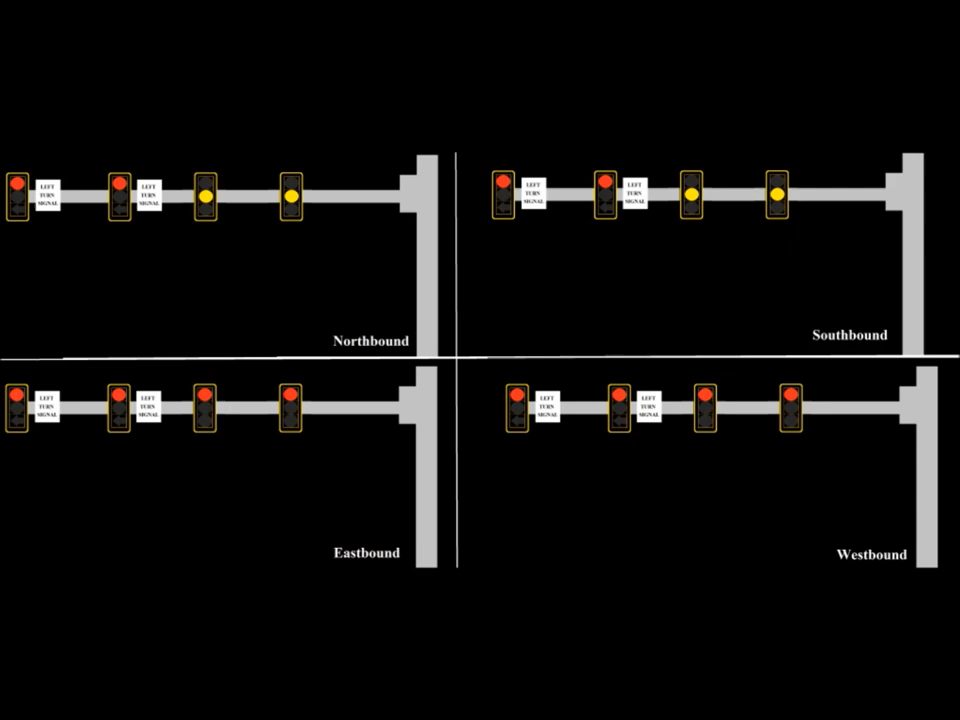 LEFT
TURN
SIGNAL
LEFT
TURN
SIGNAL
Northbound
LEFT
TURN
SIGNAL
LEFT
TURN
SIGNAL
Southbound
LEFT
TURN
SIGNAL
LEFT
TURN
SIGNAL
Eastbound
LEFT
TURN
SIGNAL
LEFT
TURN
SIGNAL
Westbound